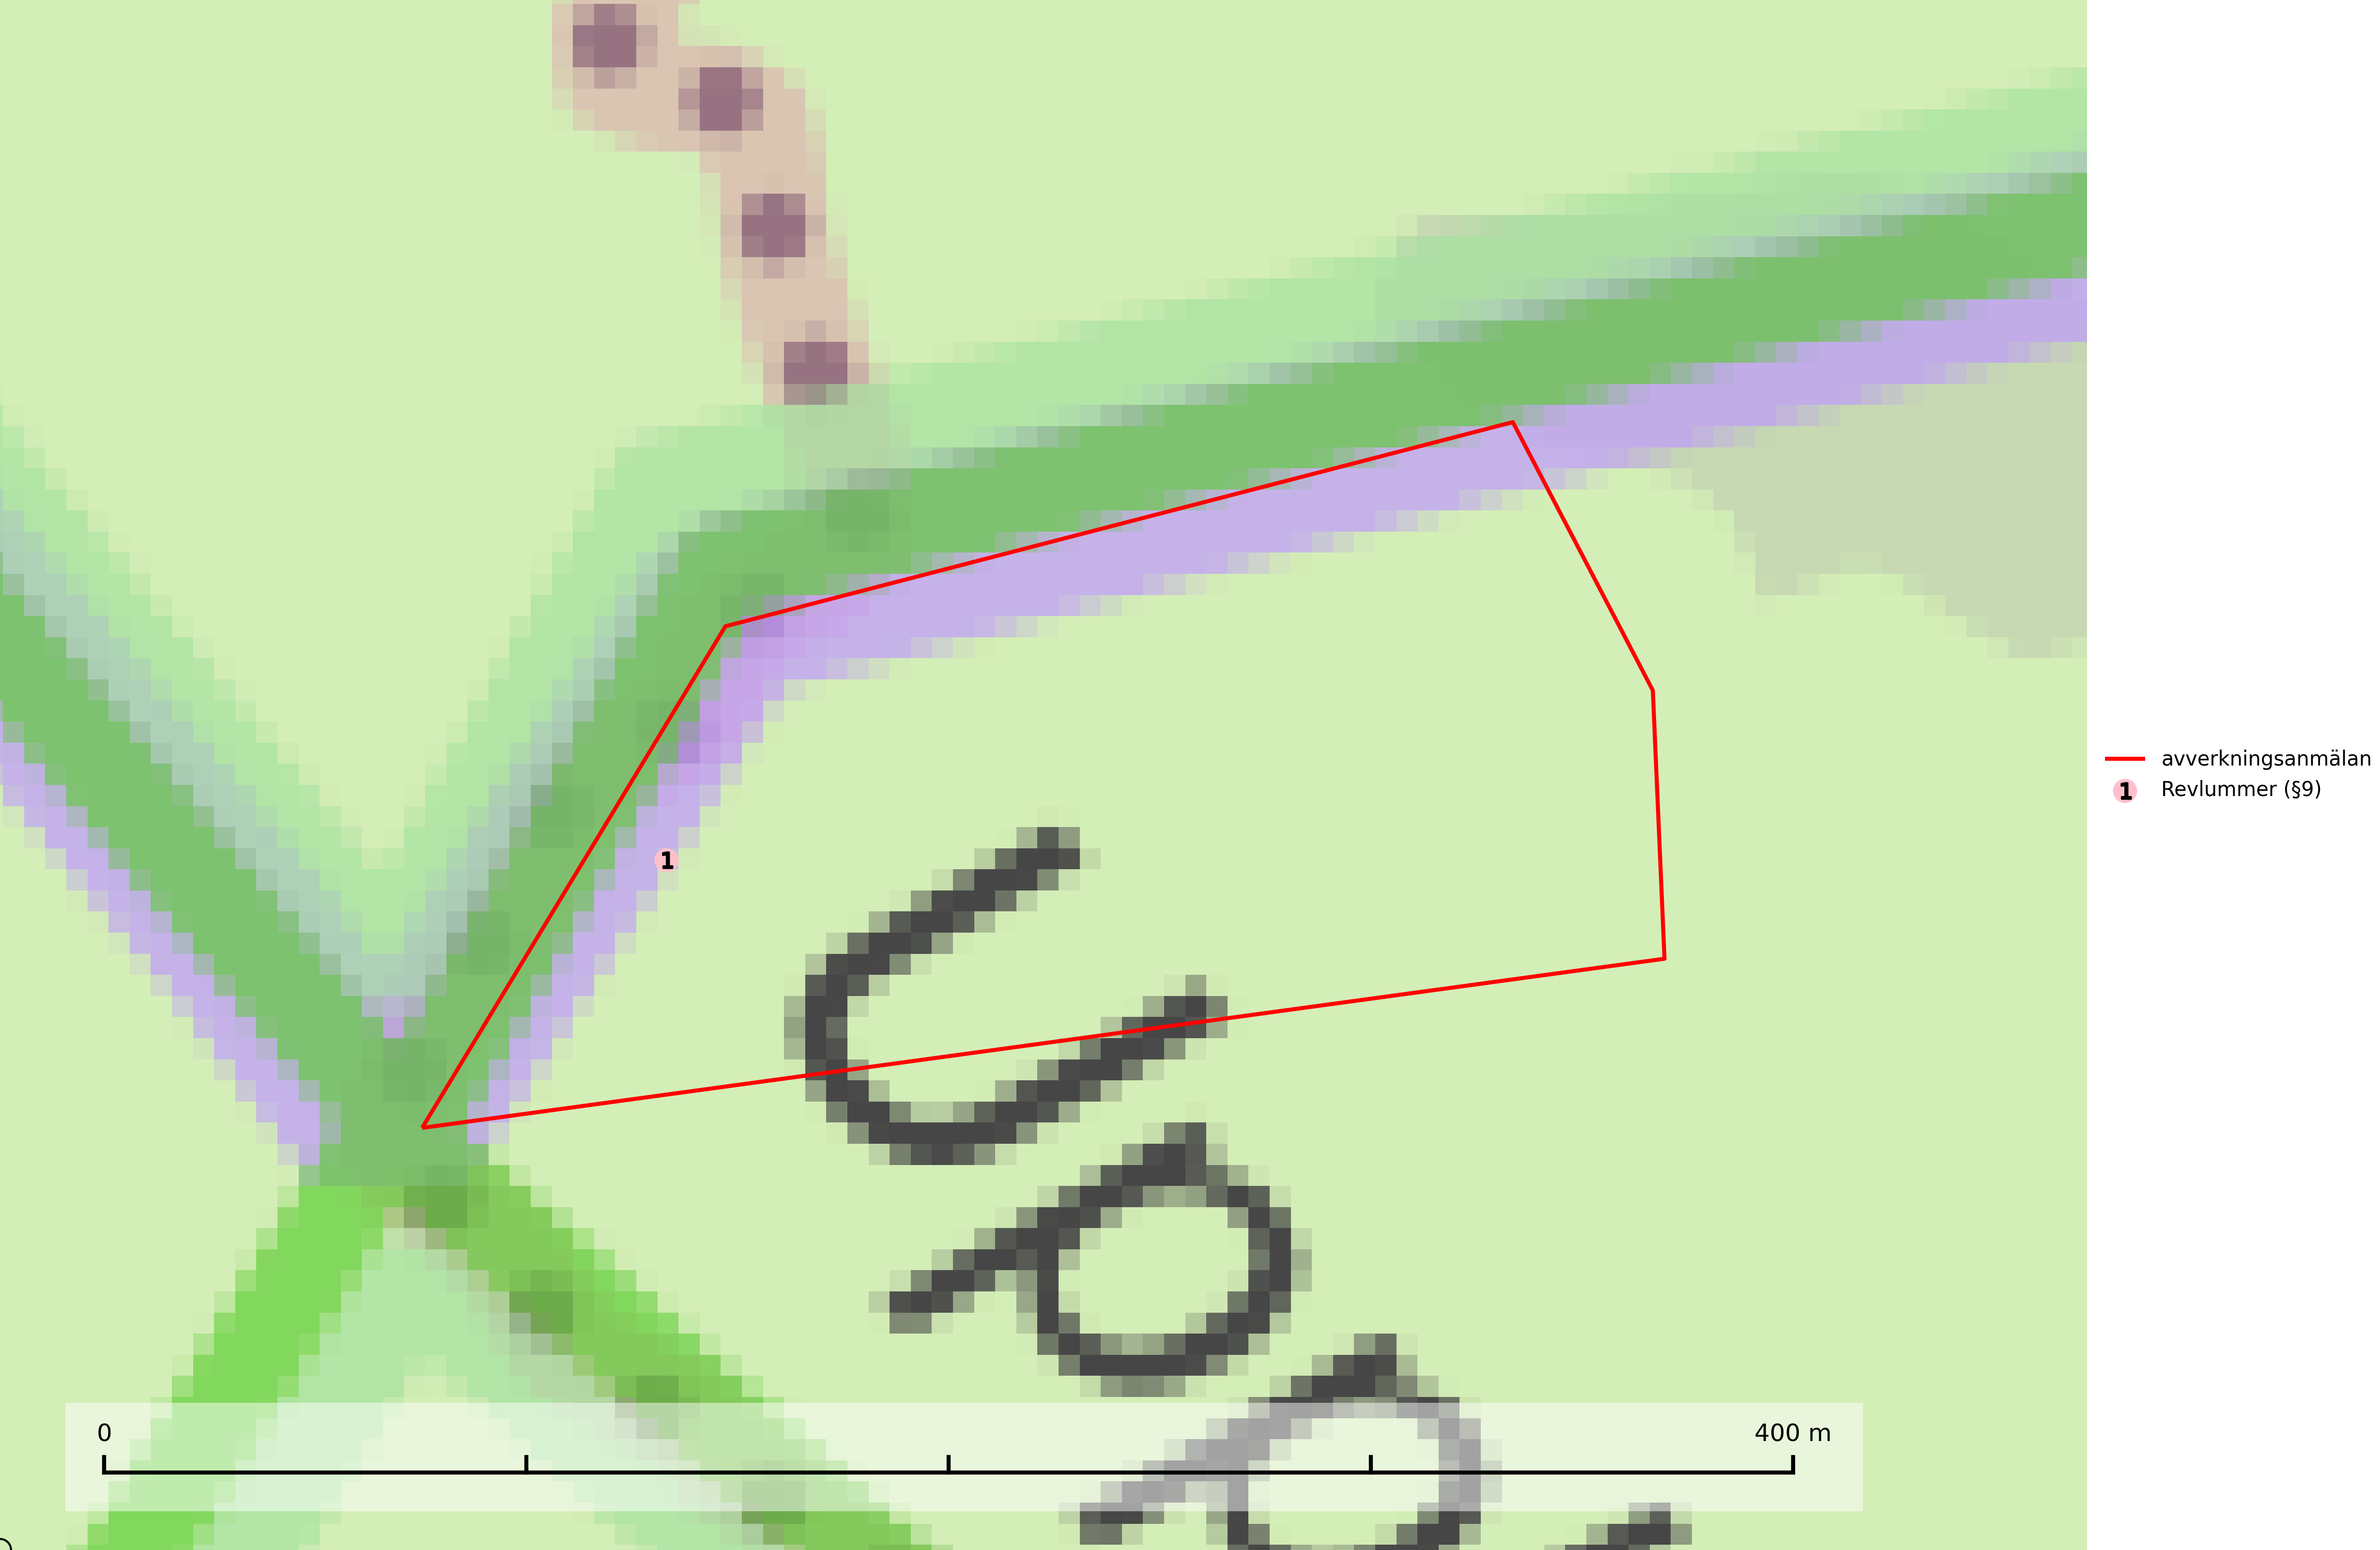 avverkningsanmälan
1 Revlummer (§9)
1
0 400 m